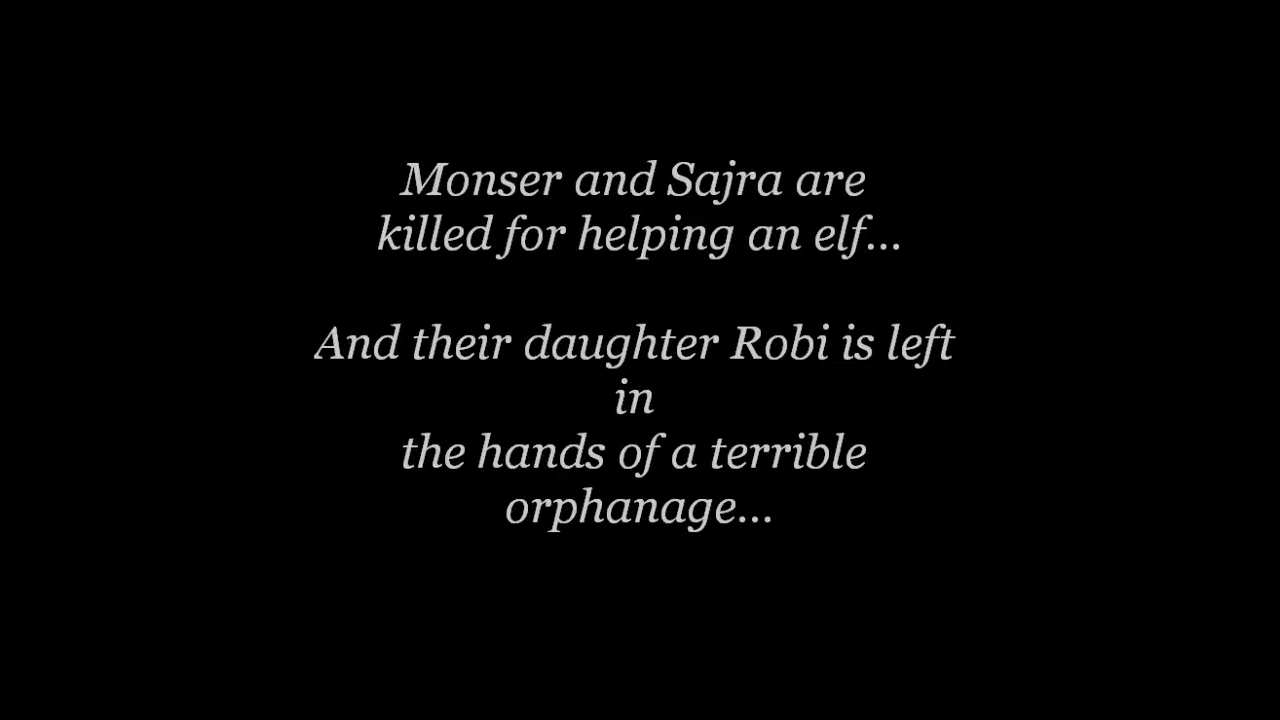 Monser and Sajra are
killed for helping an elf...
And their daughter Robi is left
in
the hands of a terrible
orphanage...